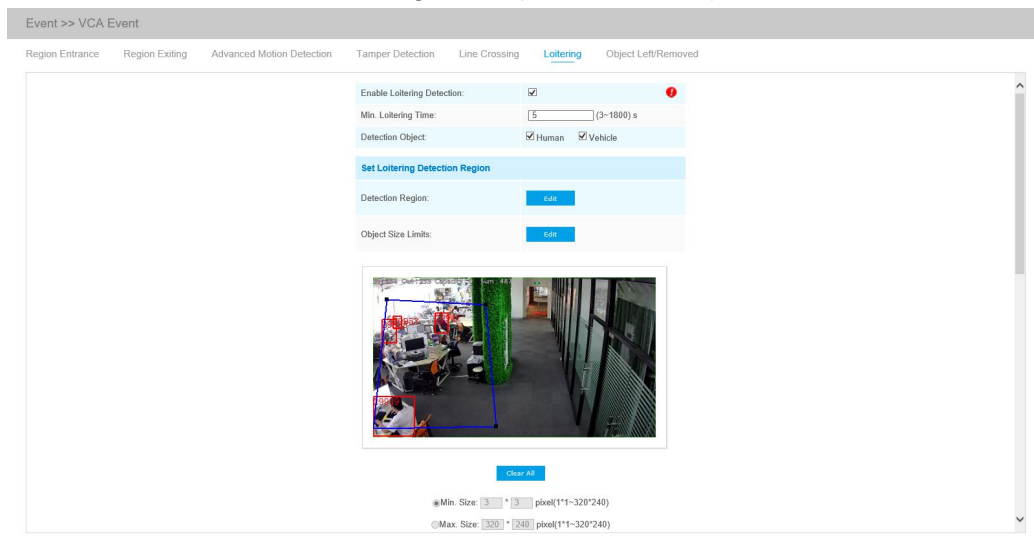 Event >> VCA Event
Region Entrance Region Exiting Advanced Motion Detection Tamper Detection Line Crossing Loitering Object Left/Removed
Enable Loitering Detection:
Min. Loitering Time: 5 (3~1800) s
Detection Object: Human Vehicle
Set Loitering Detection Region
Detection Region: Edit
Object Size Limits: Edit
Sum: 487
Clear All
Min. Size: 3 * 3 pixel(1*1~320*240)
Max. Size: 320 * 240 pixel(1*1~320*240)